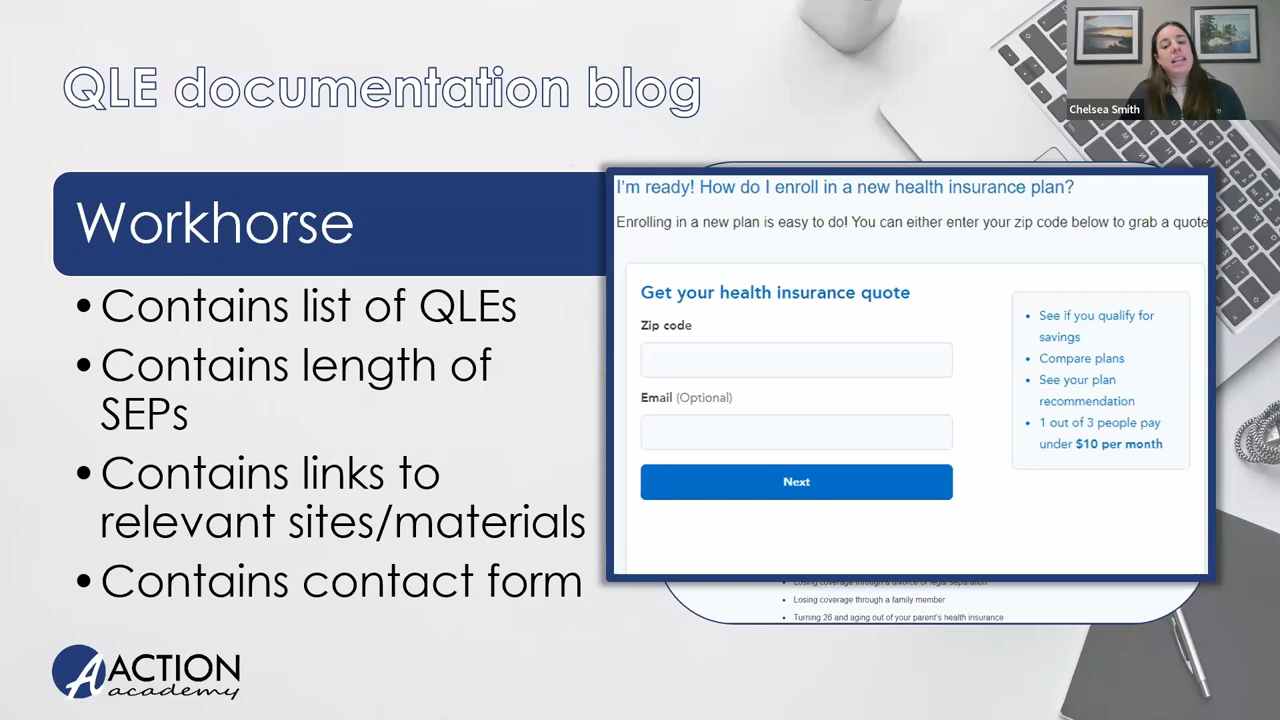 QLE documentation blog
Chelsea Smith
Workhorse
• Contains list of QLEs
• Contains length of
SEPs
• Contains links to
relevant sites/materials
• Contains contact form
I'm ready! How do I enroll in a new health insurance plan?
Enrolling in a new plan is easy to do! You can either enter your zip code below to grab a quote
Get your health insurance quote
Zip code
Email (Optional)
Next
• See if you qualify for
savings
• Compare plans
• See your plan
recommendation
• 1 out of 3 people pay
under $10 per month
• Losing coverage through a divorce or legal separation
• Losing coverage through a family member
• Turning 26 and aging out of your parent's health insurance
A ACTION
academy